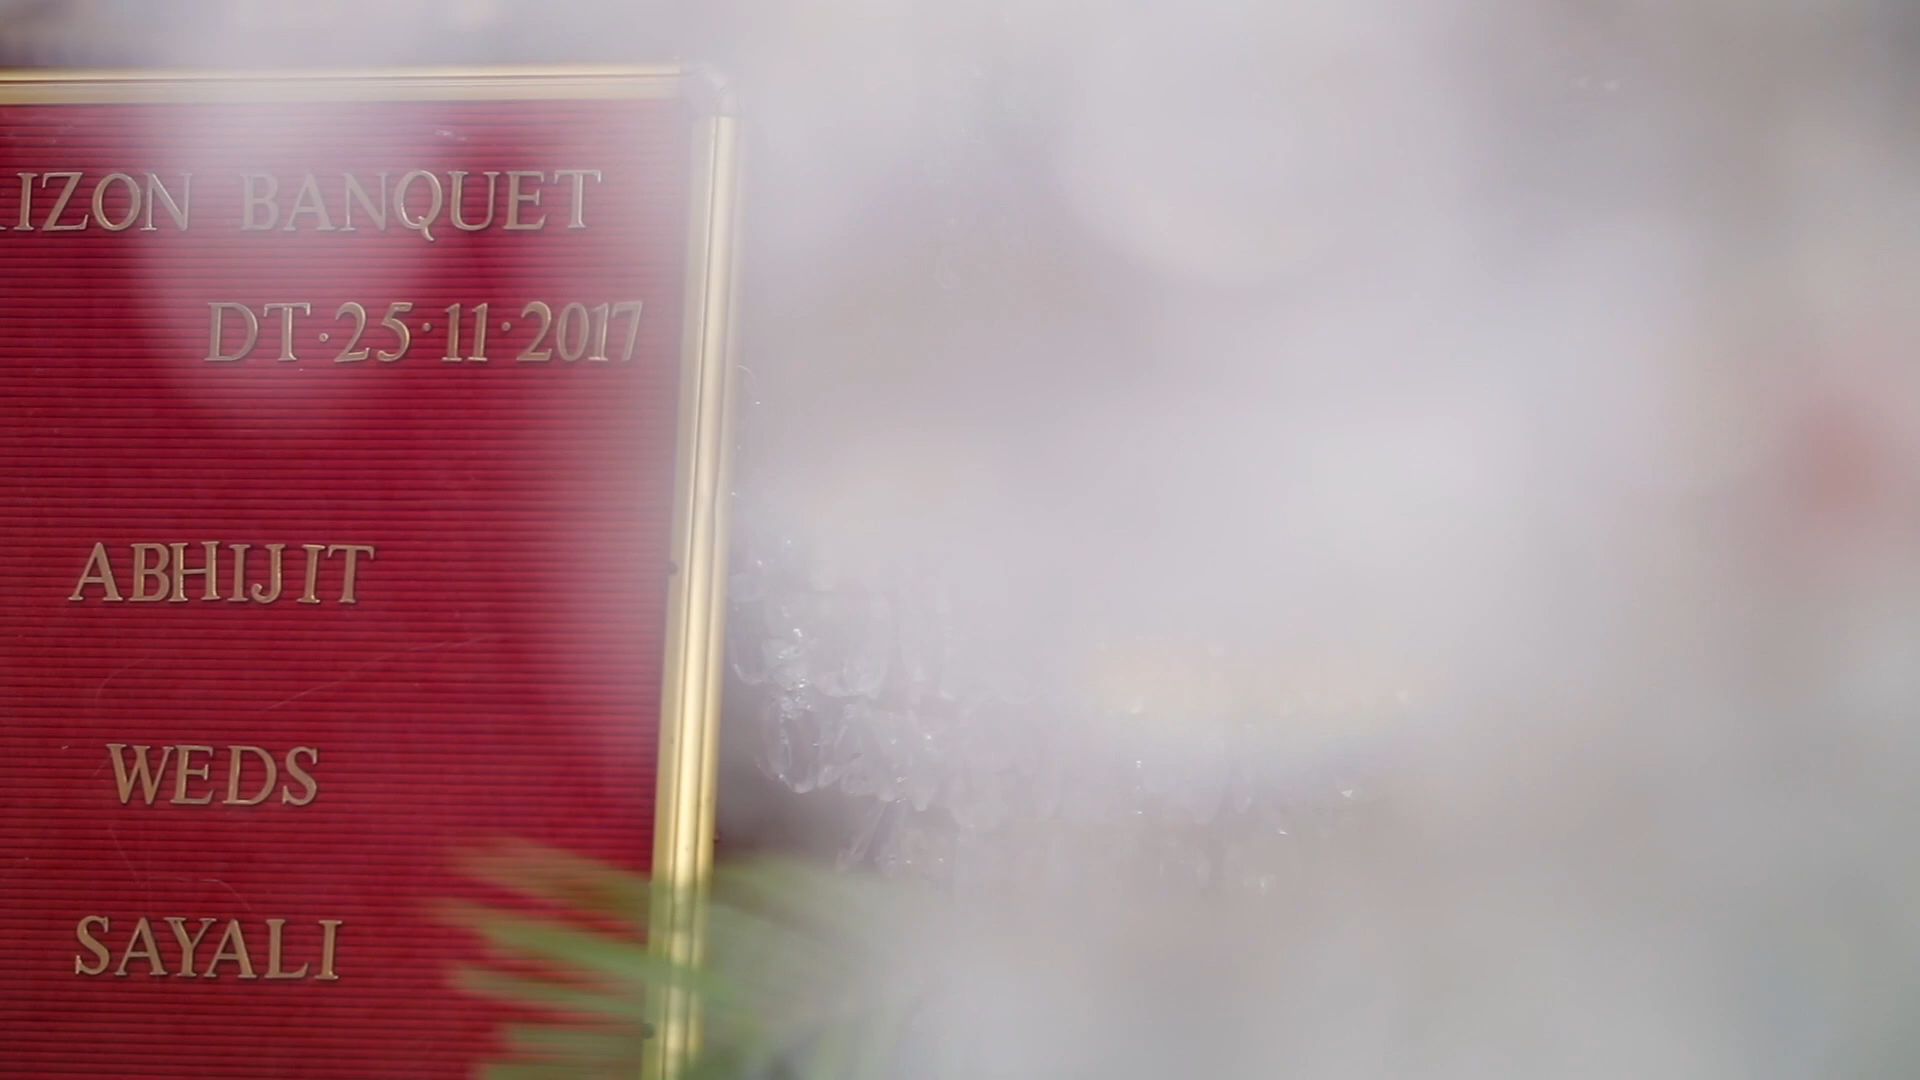 IZON BANQUET
DT·25·11·2017
ABHIJIT
WEDS
SAYALI